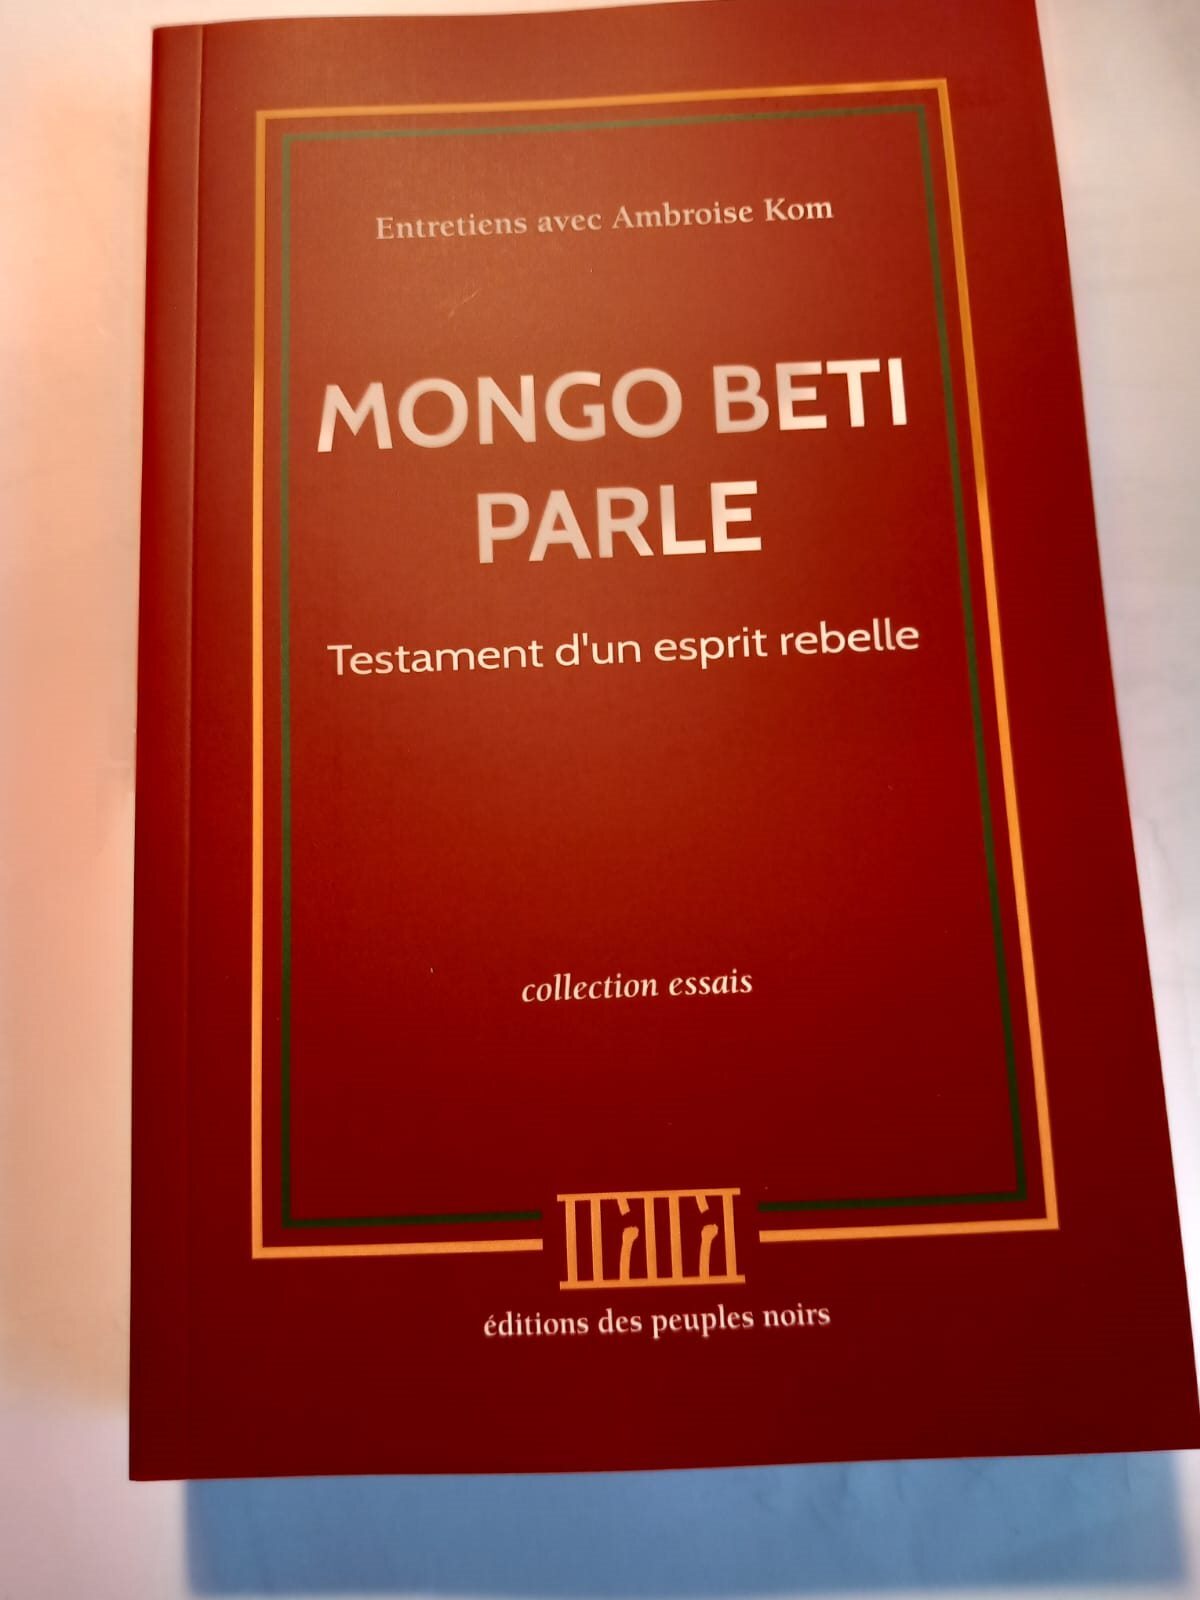 Entretiens avec Ambroise Kom
MONGO BETI
PARLE
Testament d'un esprit rebelle
collection essais
éditions des peuples noirs